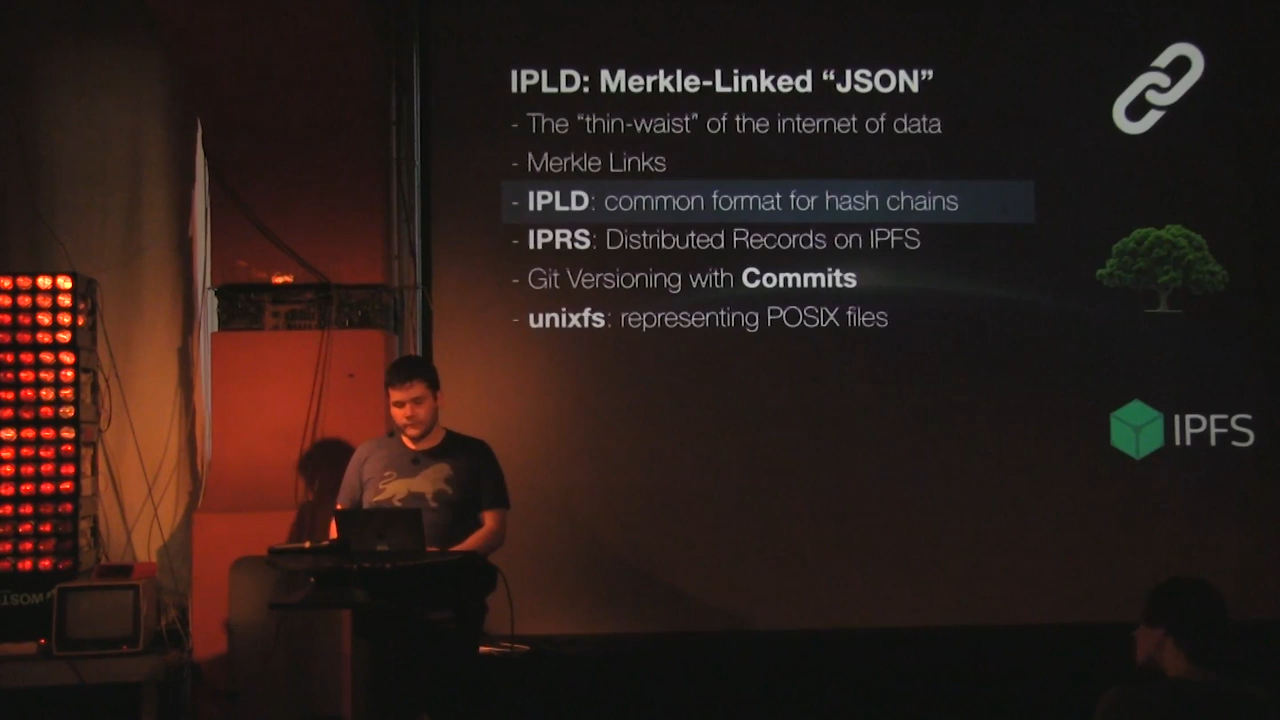 IPLD: Merkle-Linked “JSON”
- The “thin-waist” of the internet of data
- Merkle Links
- IPLD: common format for hash chains
- IPRS: Distributed Records on IPFS
- Git Versioning with Commits
- unixfs: representing POSIX files
IPFS